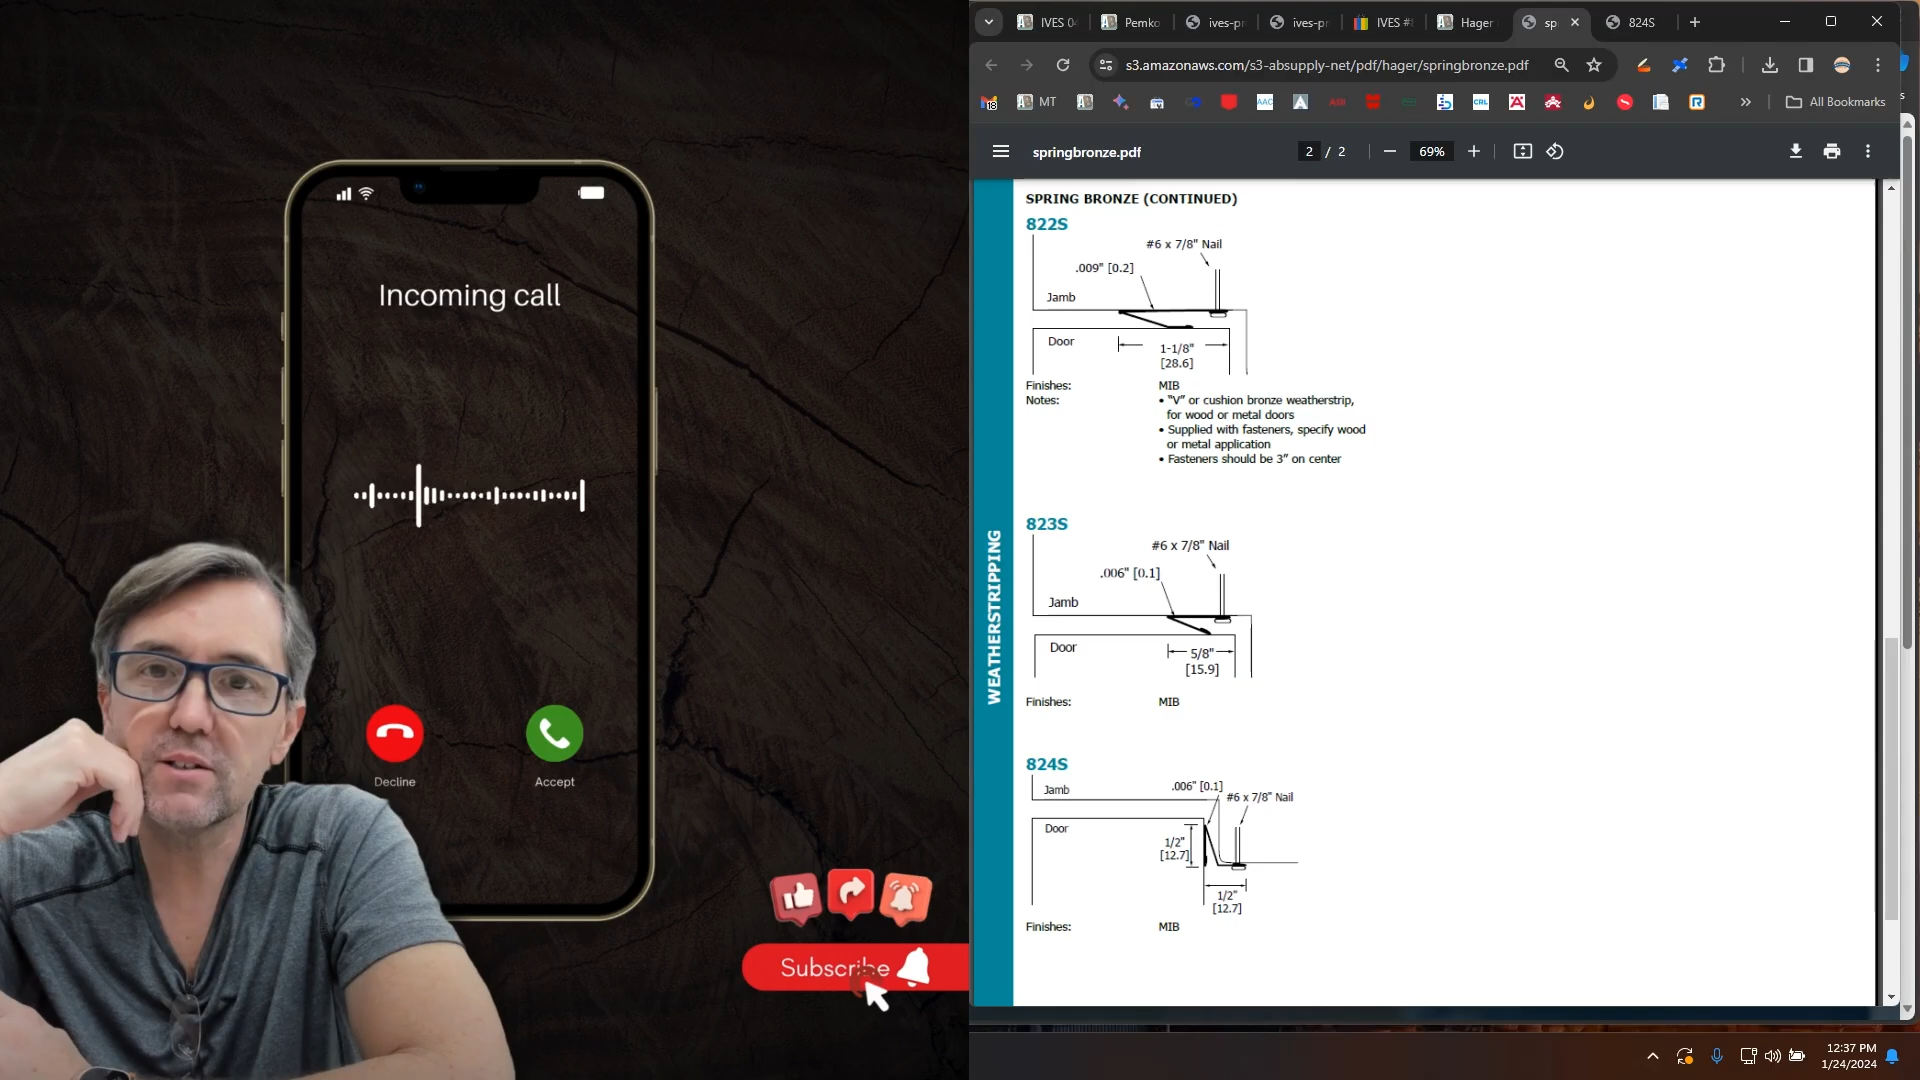 IVES 0
Pemko
ives-pr
ives-pr
IVES #
Hager
sp
824S
s3.amazonaws.com/s3-absupply-net/pdf/hager/springbronze.pdf
18
MT
AAC
CRL
All Bookmarks
springbronze.pdf
2 / 2
69%
SPRING BRONZE (CONTINUED)
822S
#6 x 7/8" Nail
.009" [0.2]
Jamb
Door
1-1/8"
[28.6]
Finishes: MIB
Notes: • "V" or cushion bronze weatherstrip,
for wood or metal doors
• Supplied with fasteners, specify wood
or metal application
• Fasteners should be 3" on center
823S
#6 x 7/8" Nail
.006" [0.1]
Jamb
Door
5/8"
[15.9]
Finishes: MIB
824S
.006" [0.1]
Jamb
#6 x 7/8" Nail
Door
1/2"
[12.7]
1/2"
[12.7]
Finishes: MIB
WEATHERSTRIPPING
12:37 PM
1/24/2024
Incoming call
Decline
Accept
Subscribe